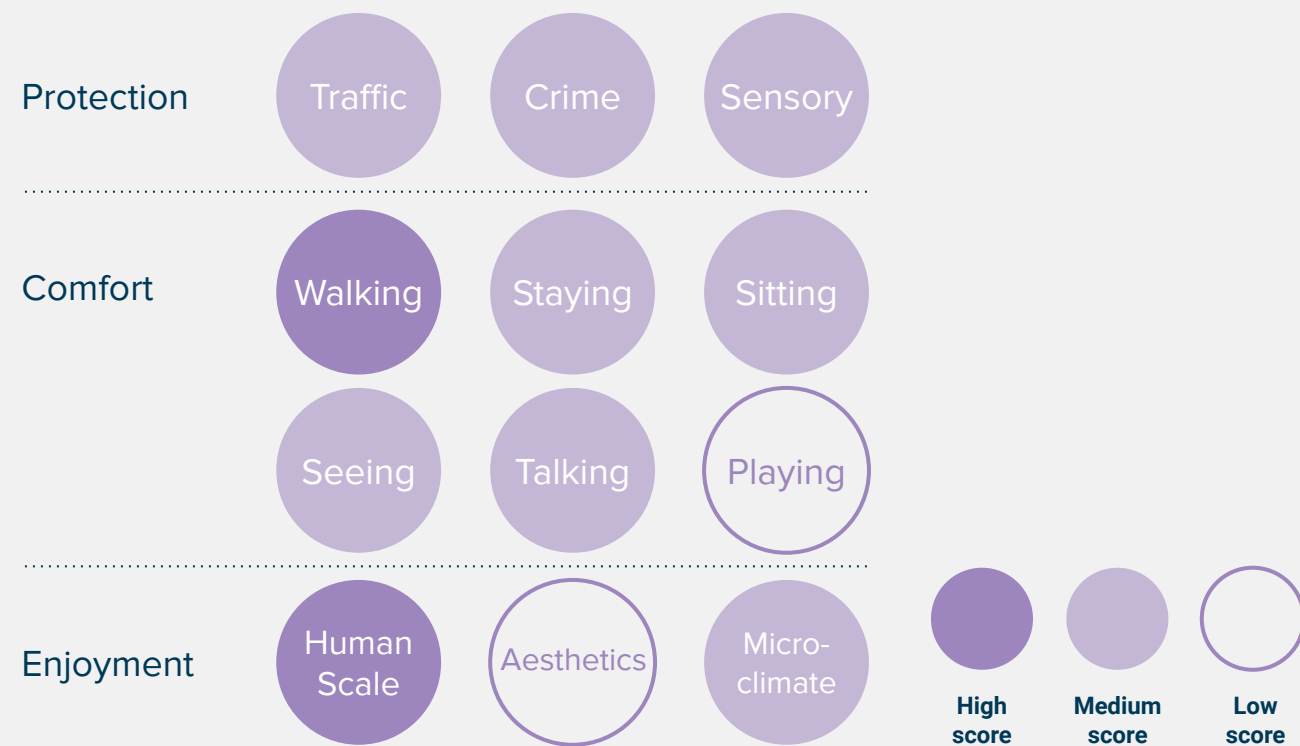 Protection
Traffic
Crime
Sensory
Comfort
Walking
Staying
Sitting
Seeing
Talking
Playing
Enjoyment
Human
Scale
Aesthetics
Micro-
climate
High
score
Medium
score
Low
score